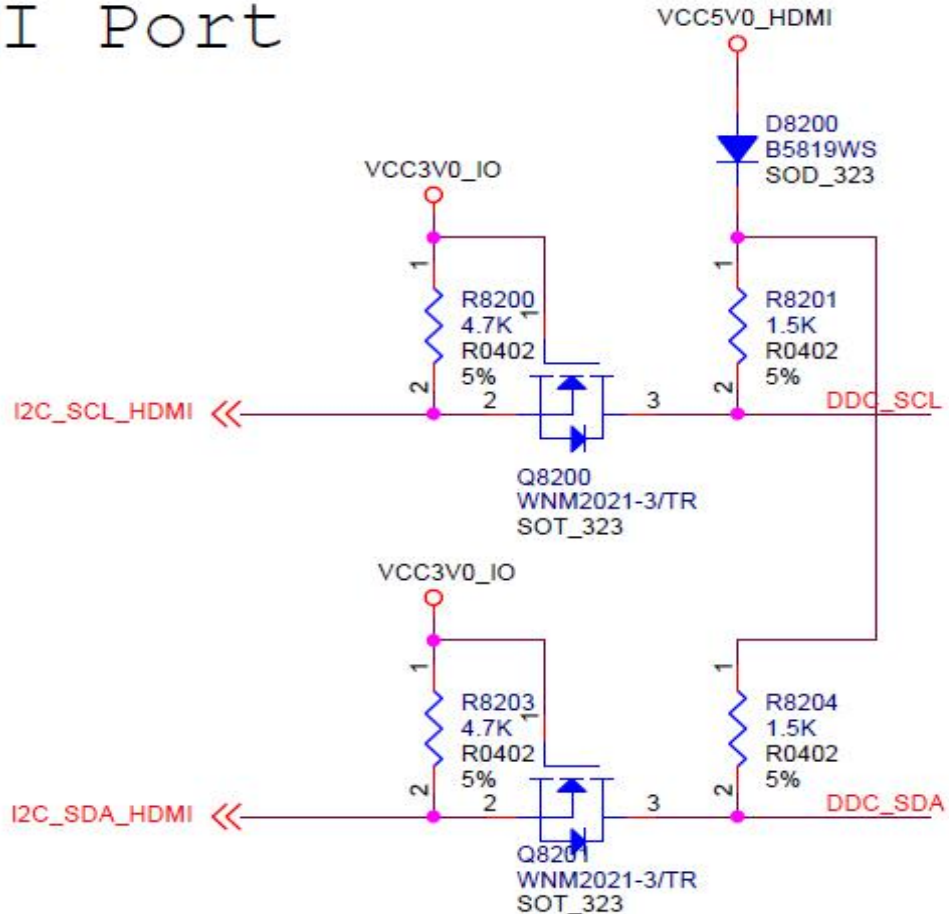 I Port
VCC5V0_HDMI
D8200
B5819WS
SOD_323
VCC3V0_IO
1
R8200
4.7K
R0402
5%
2
1
2
3
1
R8201
1.5K
R0402
5%
2
I2C_SCL_HDMI
DDC_SCL
Q8200
WNM2021-3/TR
SOT_323
VCC3V0_IO
1
R8203
4.7K
R0402
5%
2
1
2
3
1
R8204
1.5K
R0402
5%
2
I2C_SDA_HDMI
DDC_SDA
Q8201
WNM2021-3/TR
SOT_323